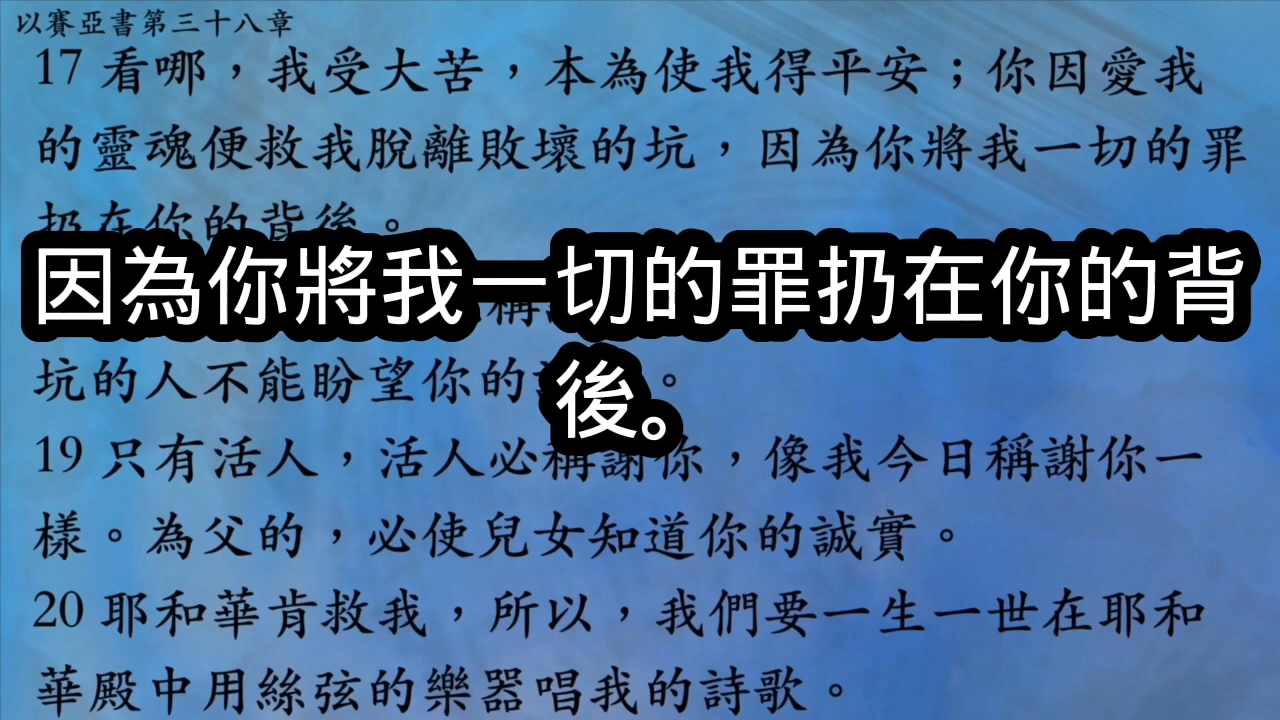 以賽亞書第三十八章
17 看哪，我受大苦，本為使我得平安；你因愛我
的靈魂便救我脫離敗壞的坑，因為你將我一切的罪
扔在你的背後。
因為你將我一切的罪扔在你的背
後。
稱
坑的人不能盼望你的 。
19 只有活人，活人必稱謝你，像我今日稱謝你一
樣。為父的，必使兒女知道你的誠實。
20 耶和華肯救我，所以，我們要一生一世在耶和
華殿中用絲弦的樂器唱我的詩歌。